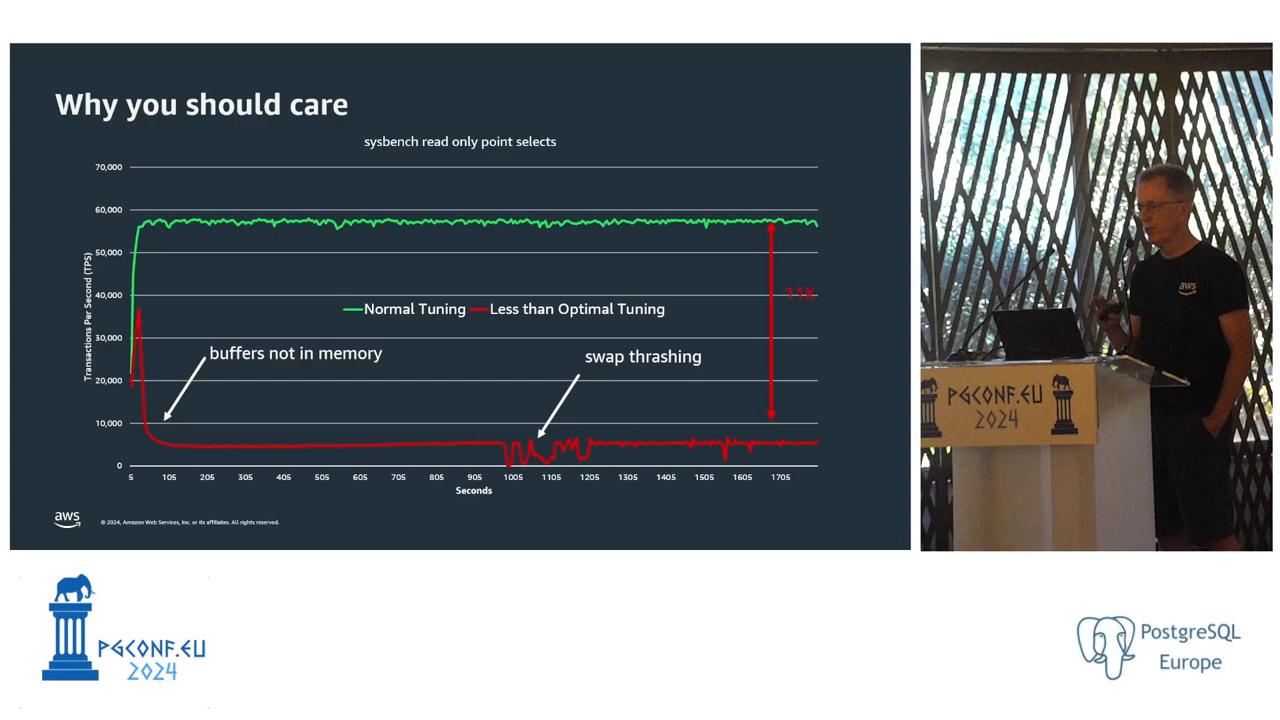 Why you should care
sysbench read only point selects
70,000
60,000
50,000
40,000
30,000
20,000
10,000
0
Transactions Per Second (TPS)
Normal Tuning
Less than Optimal Tuning
buffers not in memory
swap thrashing
11X
5
105
205
305
405
505
605
705
805
905
1005
1105
1205
1305
1405
1505
1605
1705
Seconds
aws
© 2024, Amazon Web Services, Inc. or its affiliates. All rights reserved.
aws
PGCONF.EU
2024
PGCONF.EU
2024
PostgreSQL
Europe